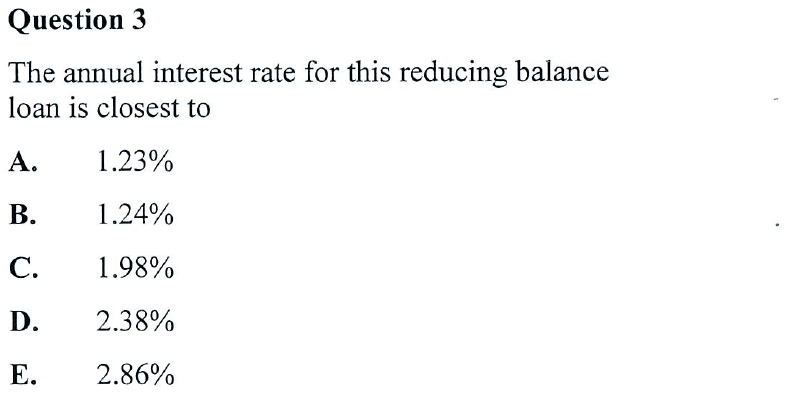 Question 3
The annual interest rate for this reducing balance
loan is closest to
A. 1.23%
B. 1.24%
C. 1.98%
D. 2.38%
E. 2.86%